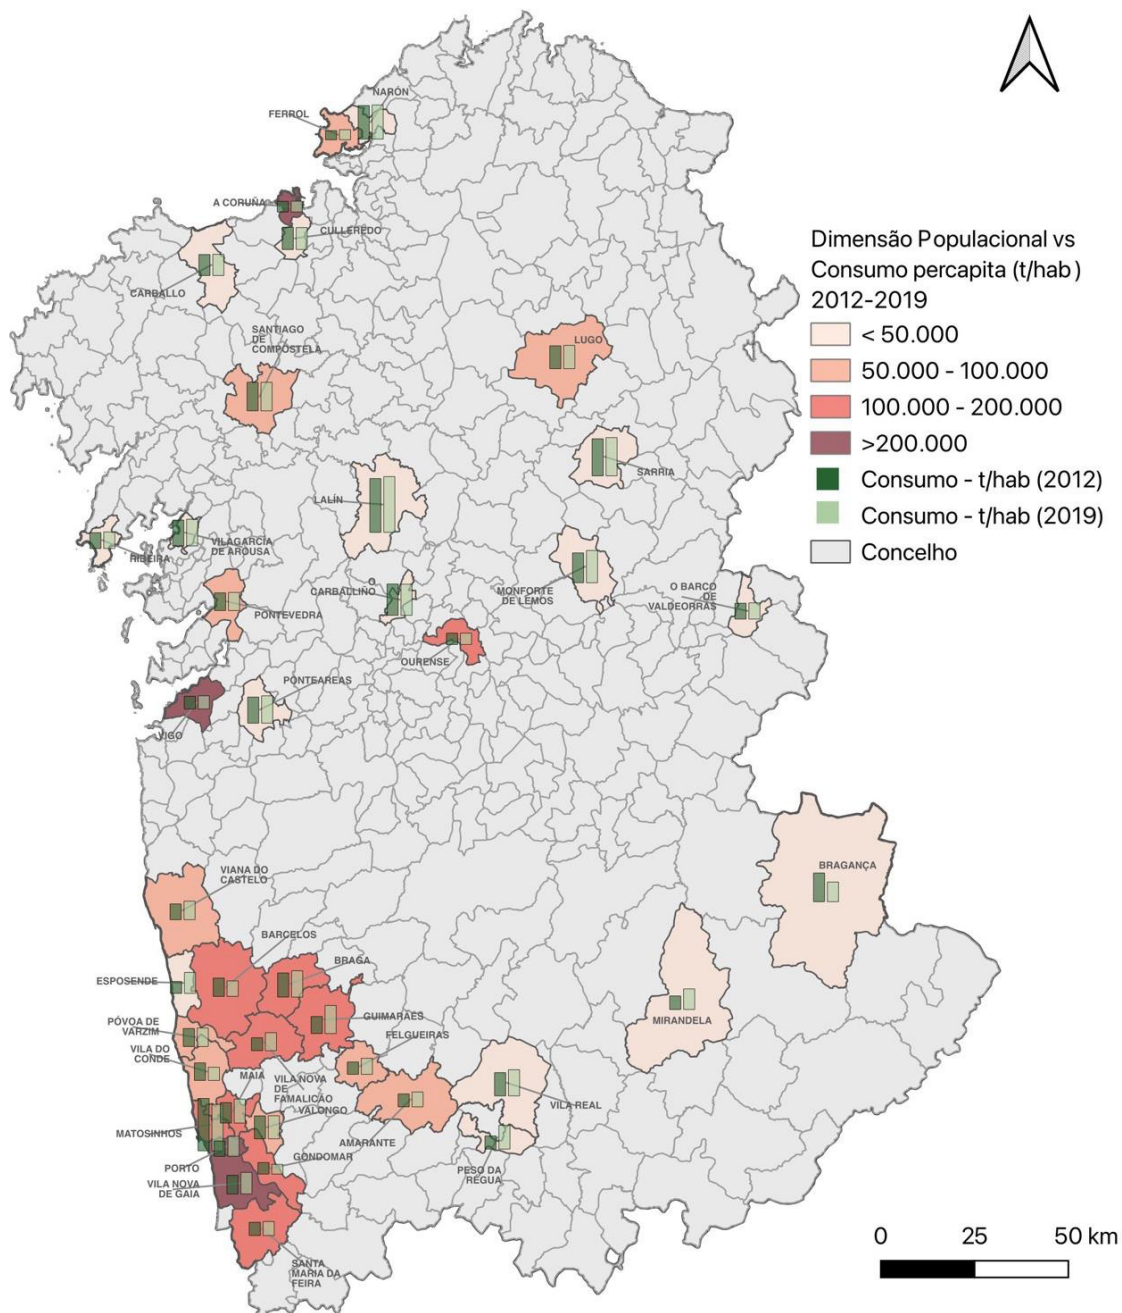 NARÓN
FERROL
A CORUÑA
CULLEREDO
CARBALLO
SANTIAGO
DE
COMPOSTELA
LUGO
Dimensão Populacional vs
Consumo percapita (t/hab)
2012-2019
< 50.000
50.000 - 100.000
100.000 - 200.000
>200.000
Consumo - t/hab (2012)
Consumo - t/hab (2019)
Concelho
SARRIA
LALÍN
VILAGARCÍA
DE AROUSA
RIBEIRA
O
CARBALLIÑO
MONFORTE
DE LEMOS
O BARCO
DE
VALDEORRAS
PONTEVEDRA
OURENSE
PONTEAREAS
VIGO
BRAGANÇA
VIANA DO
CASTELO
BARCELOS
BRAGA
ESPOSENDE
GUIMARÃES
MIRANDELA
PÓVOA DE
VARZIM
FELGUEIRAS
VILA DO
CONDE
MAIA
VILA NOVA
DE
FAMALICÃO
VALONGO
VILA REAL
MATOSINHOS
AMARANTE
GONDOMAR
PORTO
PESO DA
RÉGUA
VILA NOVA
DE GAIA
SANTA
MARIA DA
FEIRA
0 25 50 km